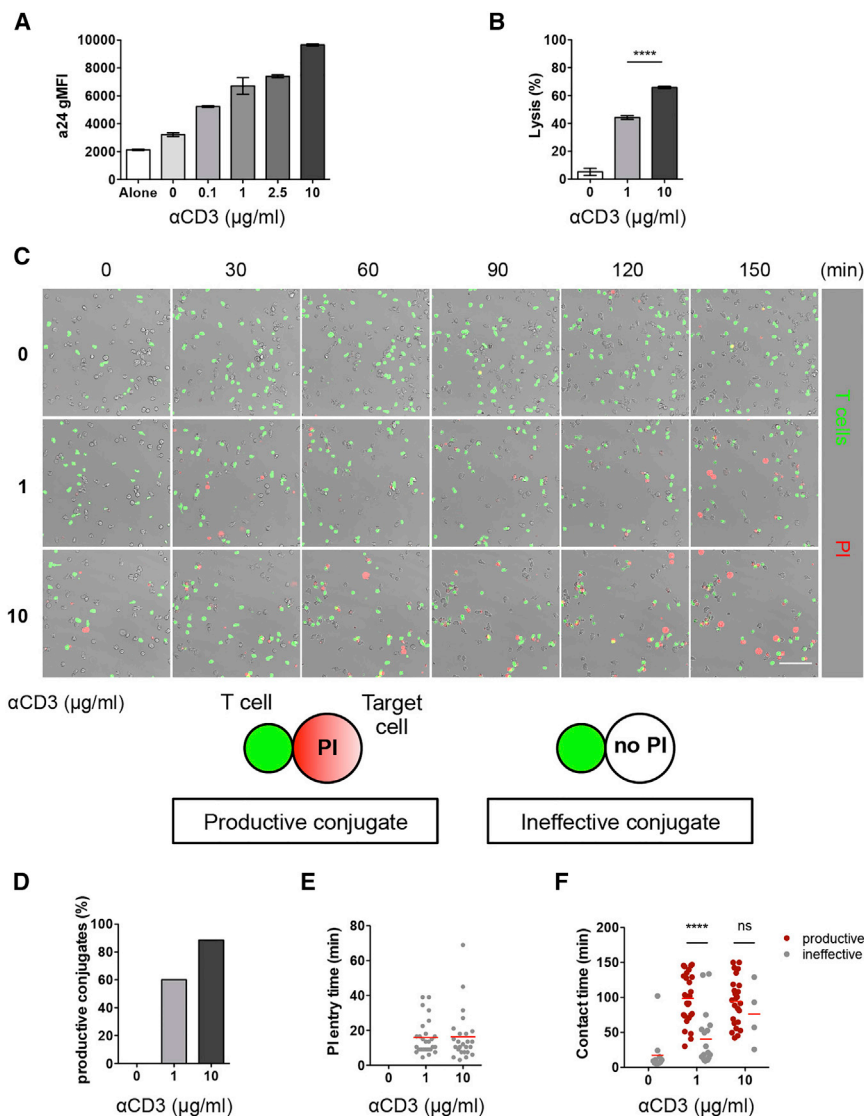 A
a24 gMFI
10000
8000
6000
4000
2000
0
Alone 0 0.1 1 2.5 10
αCD3 (µg/ml)
B
Lysis (%)
100
80
60
40
20
0
****
0 1 10
αCD3 (µg/ml)
C
0 30 60 90 120 150 (min)
0
1
10
T cells
PI
αCD3 (µg/ml)
T cell
Target
cell
PI
no PI
Productive conjugate
Ineffective conjugate
D
productive conjugates (%)
100
80
60
40
20
0
0 1 10
αCD3 (µg/ml)
E
PI entry time (min)
80
60
40
20
0
0 1 10
αCD3 (µg/ml)
F
Contact time (min)
200
150
100
50
0
**** ns
productive
ineffective
0 1 10
αCD3 (µg/ml)